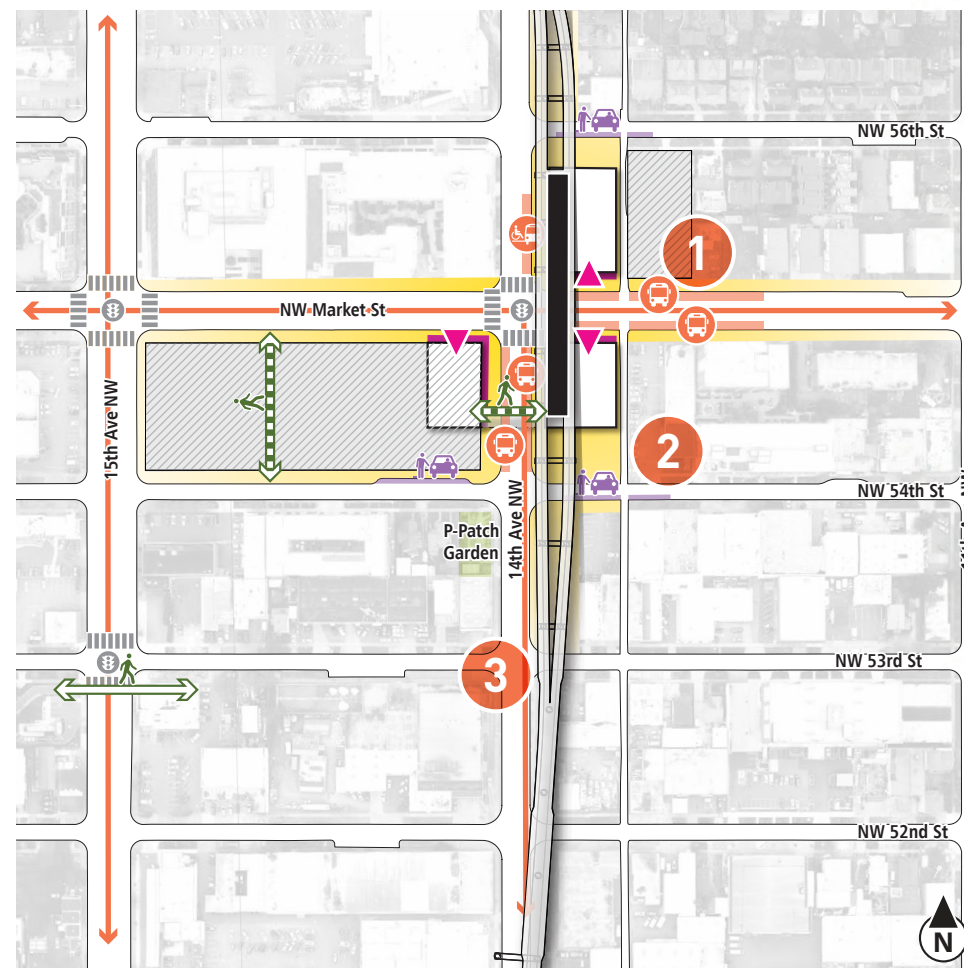 NW 56th St
1
NW Market St
15th Ave NW
2
NW 54th St
14th Ave NW
P-Patch
Garden
3
NW 53rd St
NW 52nd St
N